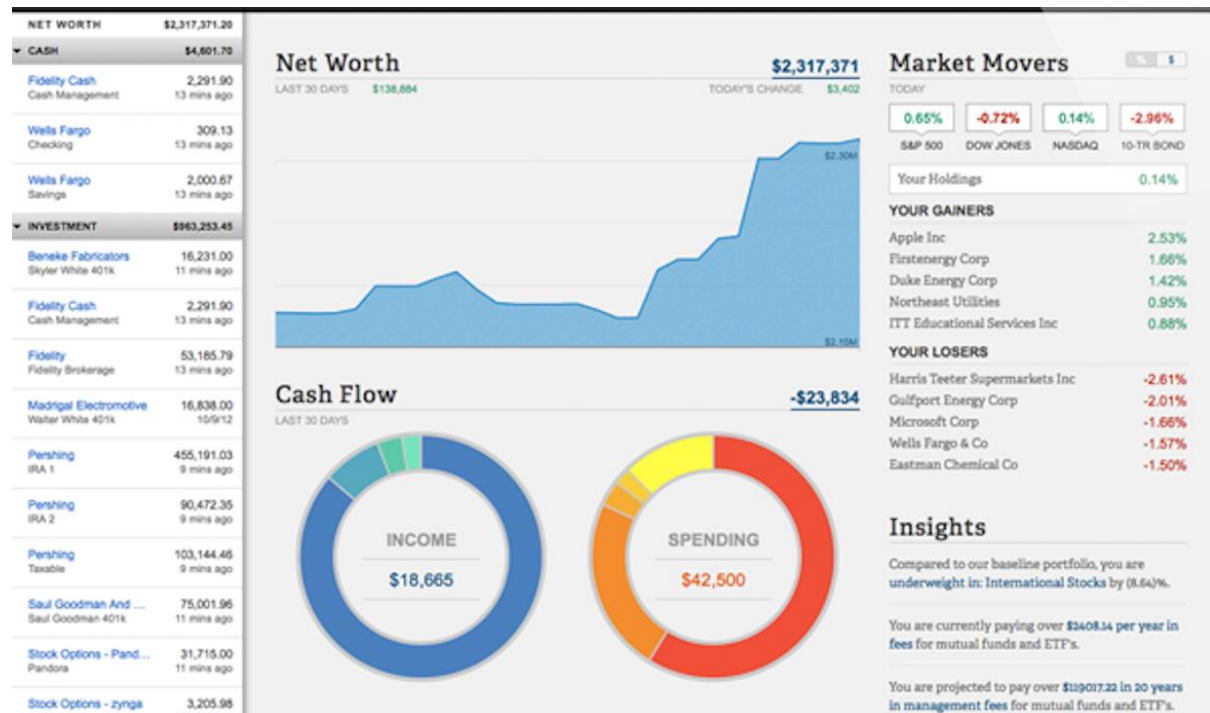 NET WORTH $2,317,371.20
CASH $4,601.70
Fidelity Cash 2,291.90
Cash Management 13 mins ago
Wells Fargo 309.13
Checking 13 mins ago
Wells Fargo 2,000.67
Savings 13 mins ago
INVESTMENT $963,253.45
Beneke Fabricators 16,231.00
Skyler White 401k 11 mins ago
Fidelity Cash 2,291.90
Cash Management 13 mins ago
Fidelity 53,185.79
Fidelity Brokerage 13 mins ago
Madrigal Electromotive 16,838.00
Walter White 401k 10/9/12
Pershing 455,191.03
IRA 1 9 mins ago
Pershing 90,472.35
IRA 2 9 mins ago
Pershing 103,144.46
Taxable 9 mins ago
Saul Goodman And ... 75,001.96
Saul Goodman 401k 11 mins ago
Stock Options - Pand... 31,715.00
Pandora 11 mins ago
Stock Options - zynga 3,205.98
Net Worth $2,317,371
LAST 30 DAYS $138,884 TODAY'S CHANGE $3,402
$2.30M
$2.15M
Cash Flow -$23,834
LAST 30 DAYS
INCOME
$18,665
SPENDING
$42,500
Market Movers % $
TODAY
0.65% -0.72% 0.14% -2.96%
S&P 500 DOW JONES NASDAQ 10-TR BOND
Your Holdings 0.14%
YOUR GAINERS
Apple Inc 2.53%
Firstenergy Corp 1.66%
Duke Energy Corp 1.42%
Northeast Utilities 0.95%
ITT Educational Services Inc 0.88%
YOUR LOSERS
Harris Teeter Supermarkets Inc -2.61%
Gulfport Energy Corp -2.01%
Microsoft Corp -1.66%
Wells Fargo & Co -1.57%
Eastman Chemical Co -1.50%
Insights
Compared to our baseline portfolio, you are
underweight in: International Stocks by (8.64)%.
You are currently paying over $2408.14 per year in
fees for mutual funds and ETF's.
You are projected to pay over $119017.22 in 20 years
in management fees for mutual funds and ETF's.